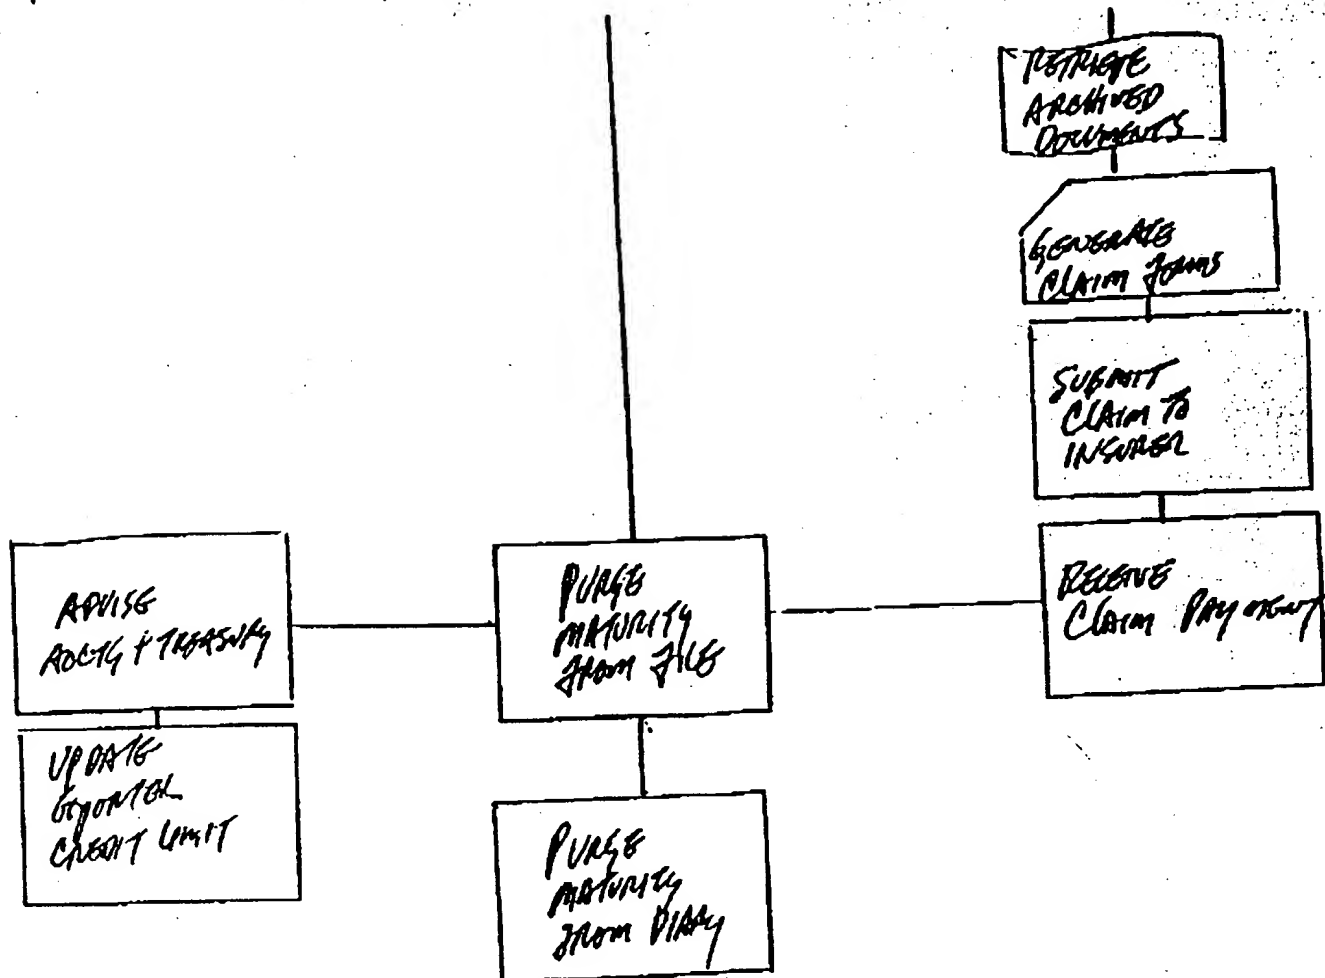 RETRIEVE
ARCHIVED
DOCUMENTS
GENERATE
CLAIM FORMS
SUBMIT
CLAIM TO
INSURER
ADVISE
ACCTG + TREASURY
PURGE
MATURITY
FROM FILE
RECEIVE
CLAIM PAYMENT
UPDATE
EXPORTER
CREDIT LIMIT
PURGE
MATURITY
FROM DIARY